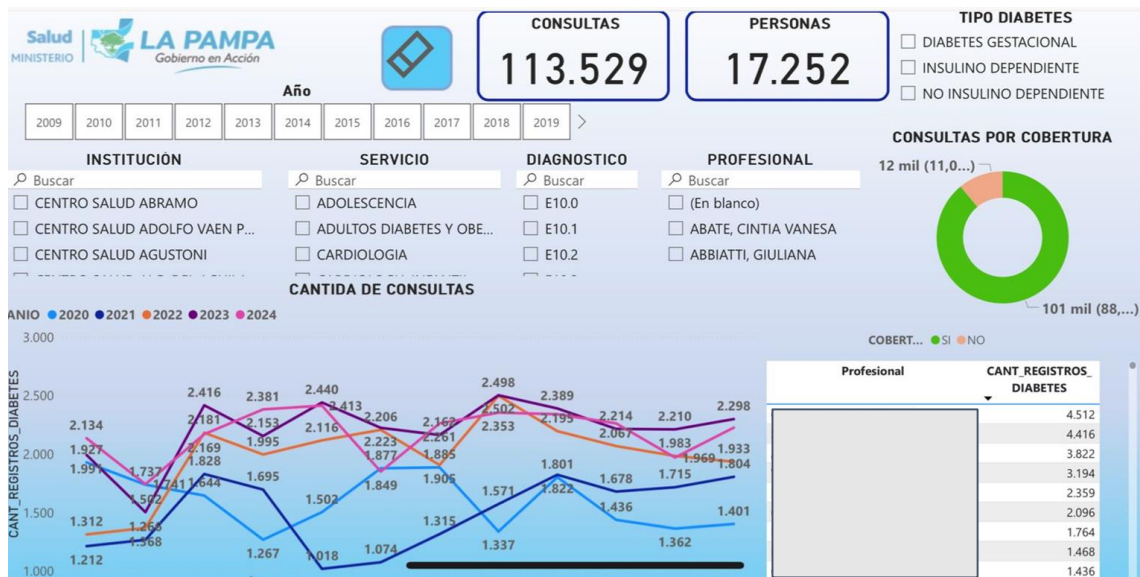 Salud
MINISTERIO
LA PAMPA
Gobierno en Acción
CONSULTAS
113.529
PERSONAS
17.252
TIPO DIABETES
DIABETES GESTACIONAL
INSULINO DEPENDIENTE
NO INSULINO DEPENDIENTE
Año
2009 2010 2011 2012 2013 2014 2015 2016 2017 2018 2019
INSTITUCIÓN
Buscar
CENTRO SALUD ABRAMO
CENTRO SALUD ADOLFO VAEN P...
CENTRO SALUD AGUSTONI
SERVICIO
Buscar
ADOLESCENCIA
ADULTOS DIABETES Y OBE...
CARDIOLOGIA
DIAGNOSTICO
Buscar
E10.0
E10.1
E10.2
PROFESIONAL
Buscar
(En blanco)
ABATE, CINTIA VANESA
ABBIATTI, GIULIANA
CONSULTAS POR COBERTURA
12 mil (11,0...)
101 mil (88,...)
COBERT... SI NO
CANTIDA DE CONSULTAS
ANIO 2020 2021 2022 2023 2024
CANT_REGISTROS_DIABETES
3.000
2.500
2.000
1.500
1.000
2.416 2.381 2.440 2.498 2.389
2.134 2.181 2.153 2.413 2.206 2.162 2.502 2.195 2.214 2.210 2.298
1.927 2.169 1.995 2.116 2.223 2.261 2.353 2.067 1.983 1.933
1.991 1.737 1.828 1.877 1.885 1.801 1.969 1.804
1.741 1.644 1.695 1.849 1.905 1.822 1.678 1.715
1.502 1.502 1.571 1.436 1.401
1.312 1.268 1.315
1.212 1.368 1.267 1.018 1.074 1.337 1.362
Profesional CANT_REGISTROS_
DIABETES
4.512
4.416
3.822
3.194
2.359
2.096
1.764
1.468
1.436